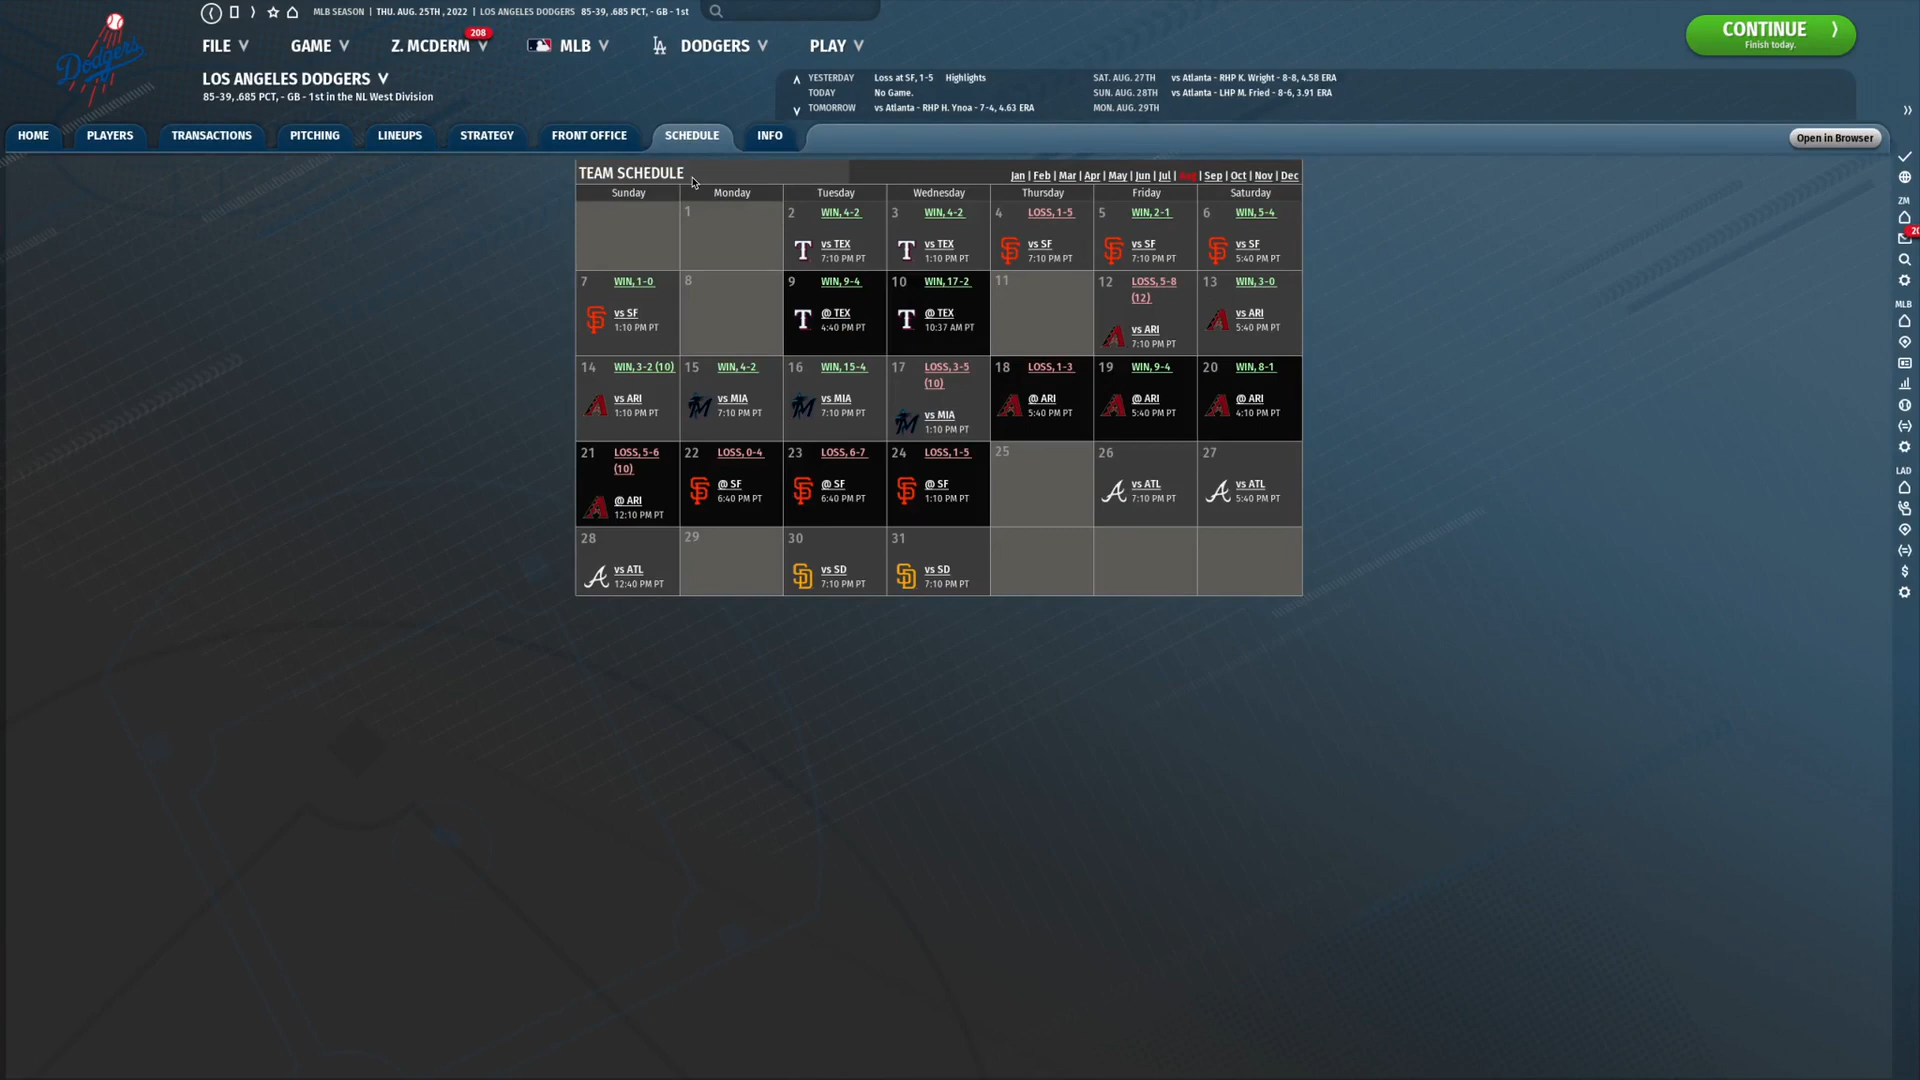 MLB SEASON | THU. AUG. 25TH, 2022 | LOS ANGELES DODGERS 85-39, .685 PCT, - GB - 1st
FILE GAME Z. MCDERM 208 MLB DODGERS PLAY
CONTINUE
Finish today.
LOS ANGELES DODGERS
85-39, .685 PCT, - GB - 1st in the NL West Division
YESTERDAY Loss at SF, 1-5 Highlights SAT. AUG. 27TH vs Atlanta - RHP K. Wright - 8-8, 4.58 ERA
TODAY No Game. SUN. AUG. 28TH vs Atlanta - LHP M. Fried - 8-6, 3.91 ERA
TOMORROW vs Atlanta - RHP H. Ynoa - 7-4, 4.63 ERA MON. AUG. 29TH
HOME PLAYERS TRANSACTIONS PITCHING LINEUPS STRATEGY FRONT OFFICE SCHEDULE INFO Open in Browser
TEAM SCHEDULE Jan | Feb | Mar | Apr | May | Jun | Jul | Aug | Sep | Oct | Nov | Dec
Sunday Monday Tuesday Wednesday Thursday Friday Saturday
1 2 WIN, 4-2 3 WIN, 4-2 4 LOSS, 1-5 5 WIN, 2-1 6 WIN, 5-4
vs TEX vs TEX vs SF vs SF vs SF
7:10 PM PT 1:10 PM PT 7:10 PM PT 7:10 PM PT 5:40 PM PT
7 WIN, 1-0 8 9 WIN, 9-4 10 WIN, 17-2 11 12 LOSS, 5-8 13 WIN, 3-0
(12)
vs SF @ TEX @ TEX vs ARI vs ARI
1:10 PM PT 4:40 PM PT 10:37 AM PT 7:10 PM PT 5:40 PM PT
14 WIN, 3-2 (10) 15 WIN, 4-2 16 WIN, 15-4 17 LOSS, 3-5 18 LOSS, 1-3 19 WIN, 9-4 20 WIN, 8-1
(10)
vs ARI vs MIA vs MIA vs MIA @ ARI @ ARI @ ARI
1:10 PM PT 7:10 PM PT 7:10 PM PT 1:10 PM PT 5:40 PM PT 5:40 PM PT 4:10 PM PT
21 LOSS, 5-6 22 LOSS, 0-4 23 LOSS, 6-7 24 LOSS, 1-5 25 26 27
(10)
@ ARI @ SF @ SF @ SF vs ATL vs ATL
12:10 PM PT 6:40 PM PT 6:40 PM PT 1:10 PM PT 7:10 PM PT 5:40 PM PT
28 29 30 31
vs ATL vs SD vs SD
12:40 PM PT 7:10 PM PT 7:10 PM PT
Dodgers
ZM
20
MLB
LAD